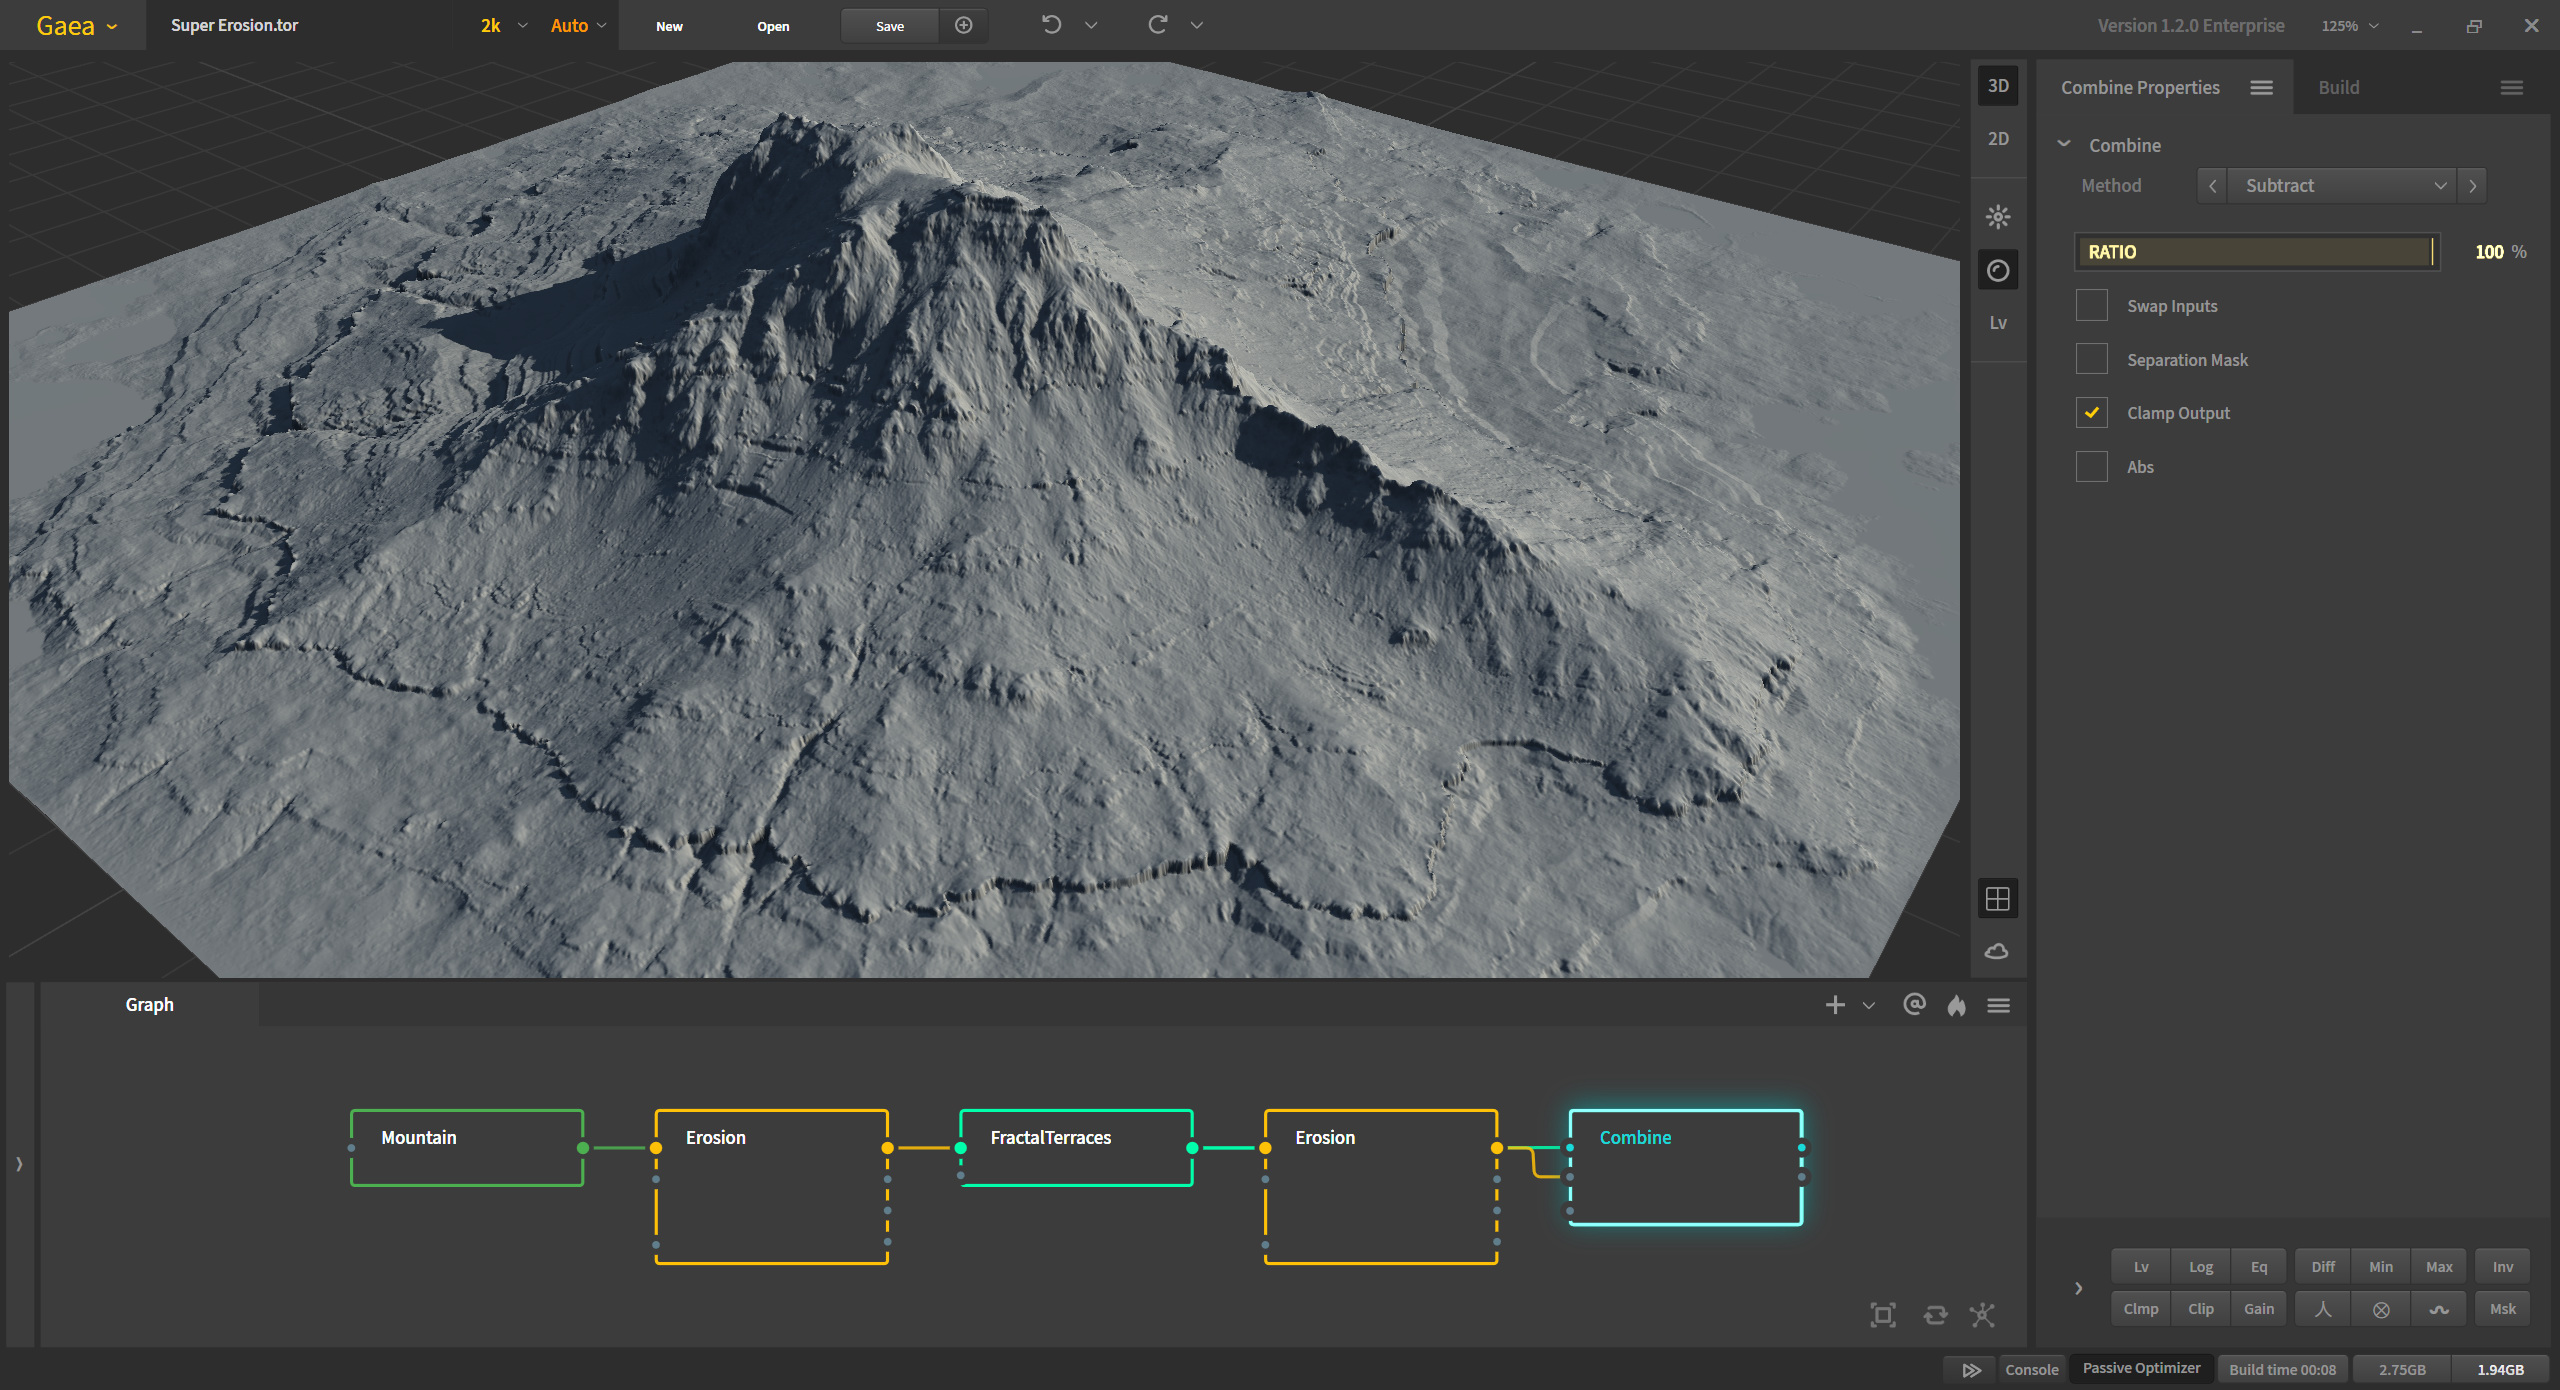 Gaea
Super Erosion.tor
2k
Auto
New
Open
Save
Version 1.2.0 Enterprise
125%
3D
2D
Lv
Combine Properties
Build
Combine
Method
Subtract
RATIO
100 %
Swap Inputs
Separation Mask
Clamp Output
Abs
Graph
Mountain
Erosion
FractalTerraces
Erosion
Combine
Lv Log Eq Diff Min Max Inv
Clmp Clip Gain 人 Msk
Console
Passive Optimizer
Build time 00:08
2.75GB
1.94GB